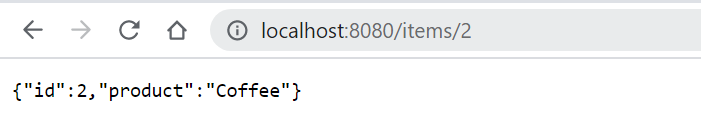 localhost:8080/items/2
{"id":2,"product":"Coffee"}